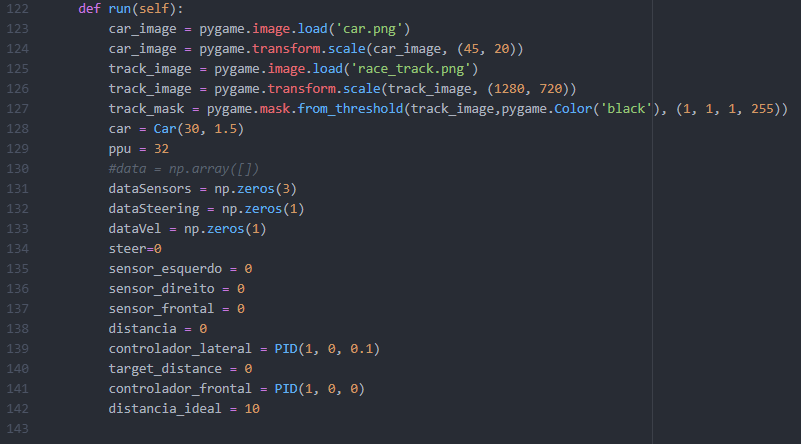 122 def run(self):
123 car_image = pygame.image.load('car.png')
124 car_image = pygame.transform.scale(car_image, (45, 20))
125 track_image = pygame.image.load('race_track.png')
126 track_image = pygame.transform.scale(track_image, (1280, 720))
127 track_mask = pygame.mask.from_threshold(track_image,pygame.Color('black'), (1, 1, 1, 255))
128 car = Car(30, 1.5)
129 ppu = 32
130 #data = np.array([])
131 dataSensors = np.zeros(3)
132 dataSteering = np.zeros(1)
133 dataVel = np.zeros(1)
134 steer=0
135 sensor_esquerdo = 0
136 sensor_direito = 0
137 sensor_frontal = 0
138 distancia = 0
139 controlador_lateral = PID(1, 0, 0.1)
140 target_distance = 0
141 controlador_frontal = PID(1, 0, 0)
142 distancia_ideal = 10
143